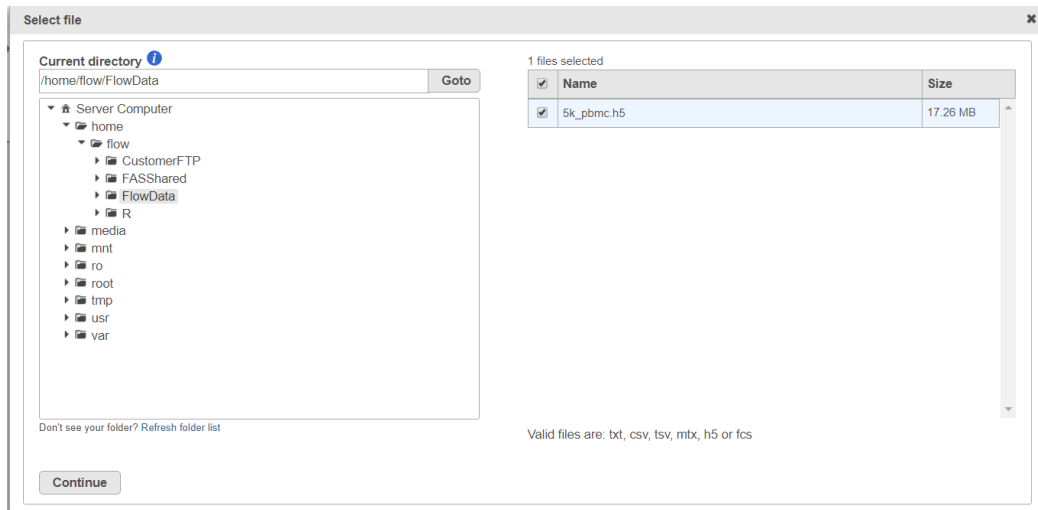 Select file
Current directory
/home/flow/FlowData
Goto
Server Computer
home
flow
CustomerFTP
FASShared
FlowData
R
media
mnt
ro
root
tmp
usr
var
Don't see your folder? Refresh folder list
Continue
1 files selected
Name Size
5k_pbmc.h5 17.26 MB
Valid files are: txt, csv, tsv, mtx, h5 or fcs